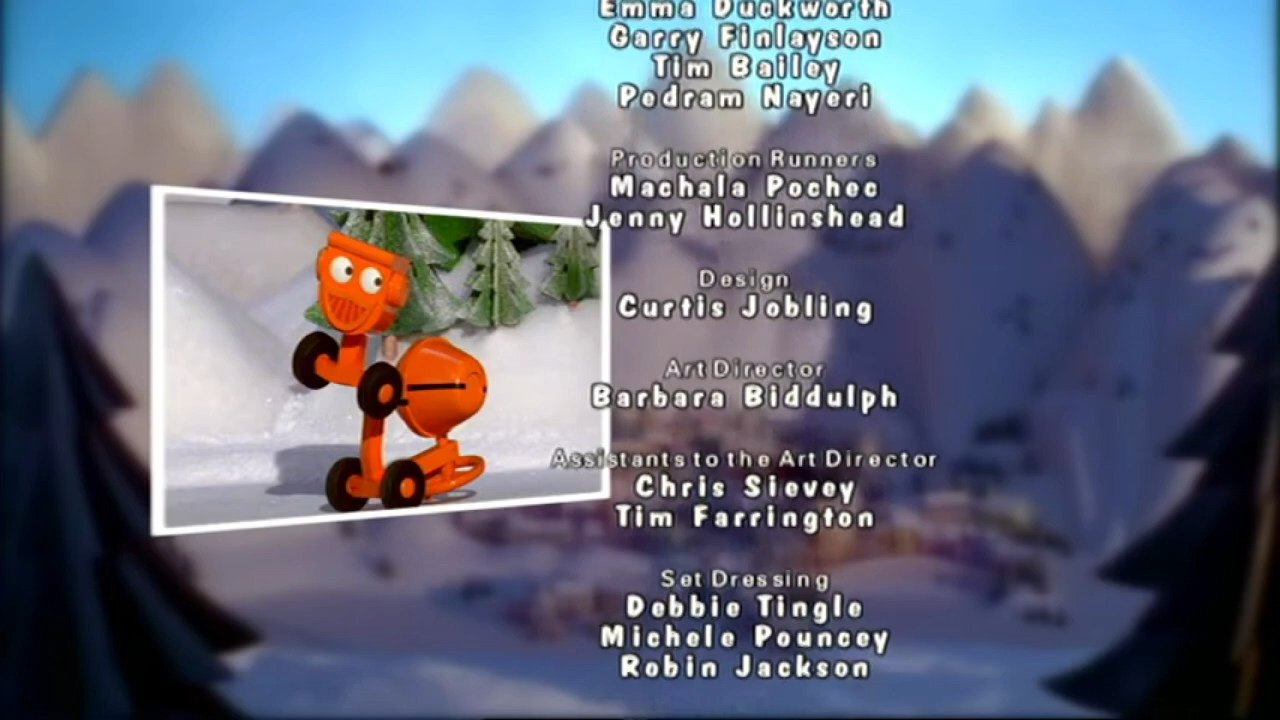 Emma Duckworth
Garry Finlayson
Tim Bailey
Pedram Nayeri
Production Runners
Machala Pochec
Jenny Hollinshead
Design
Curtis Jobling
Art Director
Barbara Biddulph
Assistants to the Art Director
Chris Sievey
Tim Farrington
Set Dressing
Debbie Tingle
Michele Pouncey
Robin Jackson